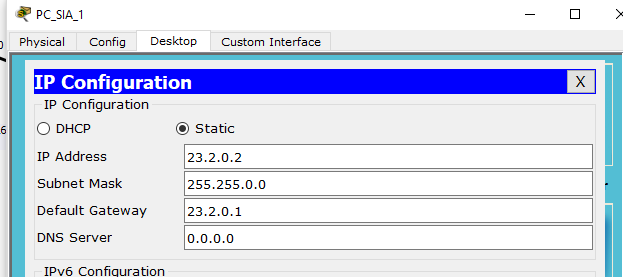 PC_SIA_1
Physical Config Desktop Custom Interface
IP Configuration X
IP Configuration
DHCP Static
IP Address 23.2.0.2
Subnet Mask 255.255.0.0
Default Gateway 23.2.0.1
DNS Server 0.0.0.0
IPv6 Configuration